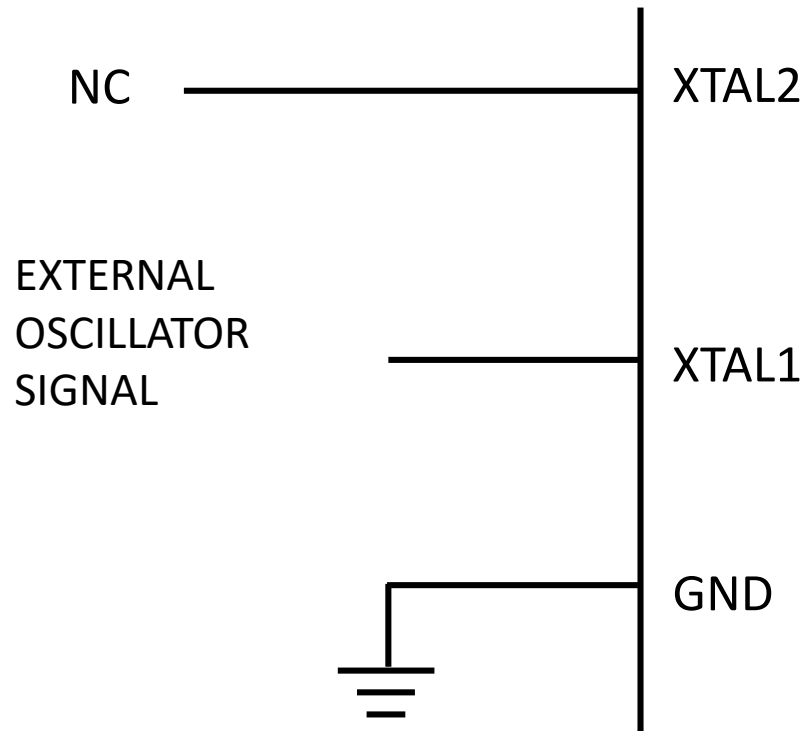 NC
XTAL2
EXTERNAL
OSCILLATOR
SIGNAL
XTAL1
GND